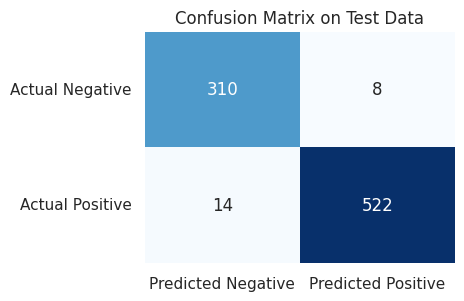 Confusion Matrix on Test Data
Actual Negative 310 8
Actual Positive 14 522
Predicted Negative Predicted Positive